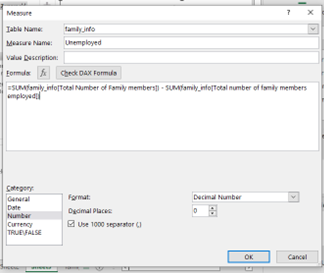 Measure ? ×
Table Name: family_info
Measure Name: Unemployed
Value Description:
Formula: fx Check DAX Formula
=SUM(family_info[Total Number of Family members]) - SUM(family_info[Total number of family members
employed])
Category:
General
Date
Number
Currency
TRUE\FALSE
Format: Decimal Number
Decimal Places: 0
Use 1000 separator (,)
OK Cancel